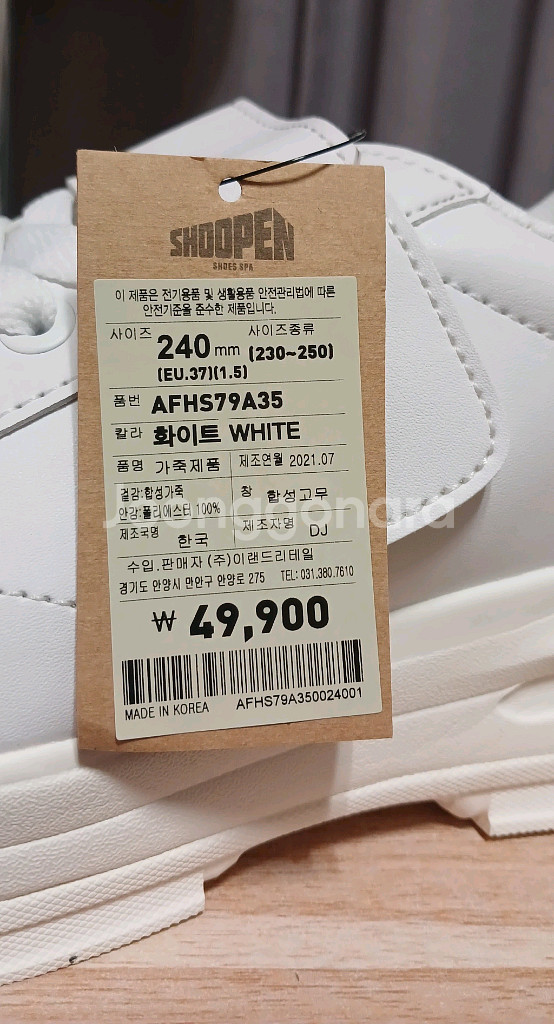 SHOOPEN
SHOES SPA
이 제품은 전기용품 및 생활용품 안전관리법에 따른
안전기준을 준수한 제품입니다.
사이즈 240 mm 사이즈종류 (230~250)
(EU.37)(1.5)
품번 AFHS79A35
칼라 화이트 WHITE
품명 가죽제품 제조연월 2021.07
겉감:합성가죽 창 합성고무
안감:폴리에스터 100%
제조국명 한국 제조자명 DJ
수입.판매자 (주)이랜드리테일
경기도 안양시 만안구 안양로 275 TEL: 031.380.7610
₩ 49,900
MADE IN KOREA AFHS79A350024001
Joonggonara